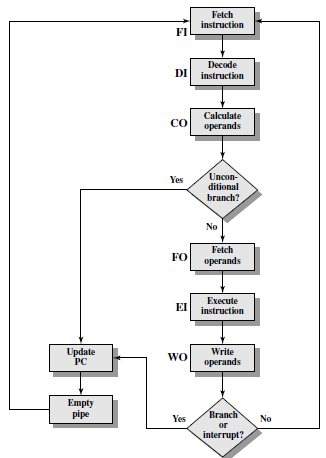 Fetch
instruction
FI
Decode
instruction
DI
Calculate
operands
CO
Yes
Uncon-
ditional
branch?
No
Fetch
operands
FO
Execute
instruction
EI
Update
PC
WO
Write
operands
Empty
pipe
Yes
Branch
or
interrupt?
No